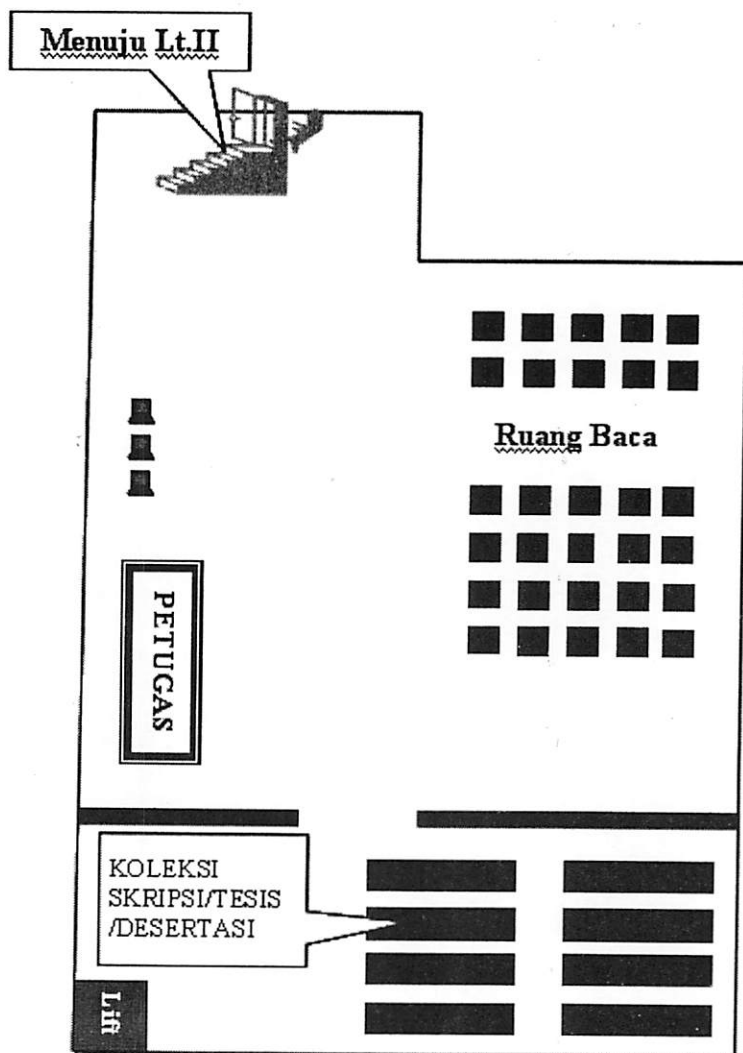 Menuju Lt.II
Ruang Baca
PETUGAS
KOLEKSI
SKRIPSI/TESIS
/DESERTASI
Lift